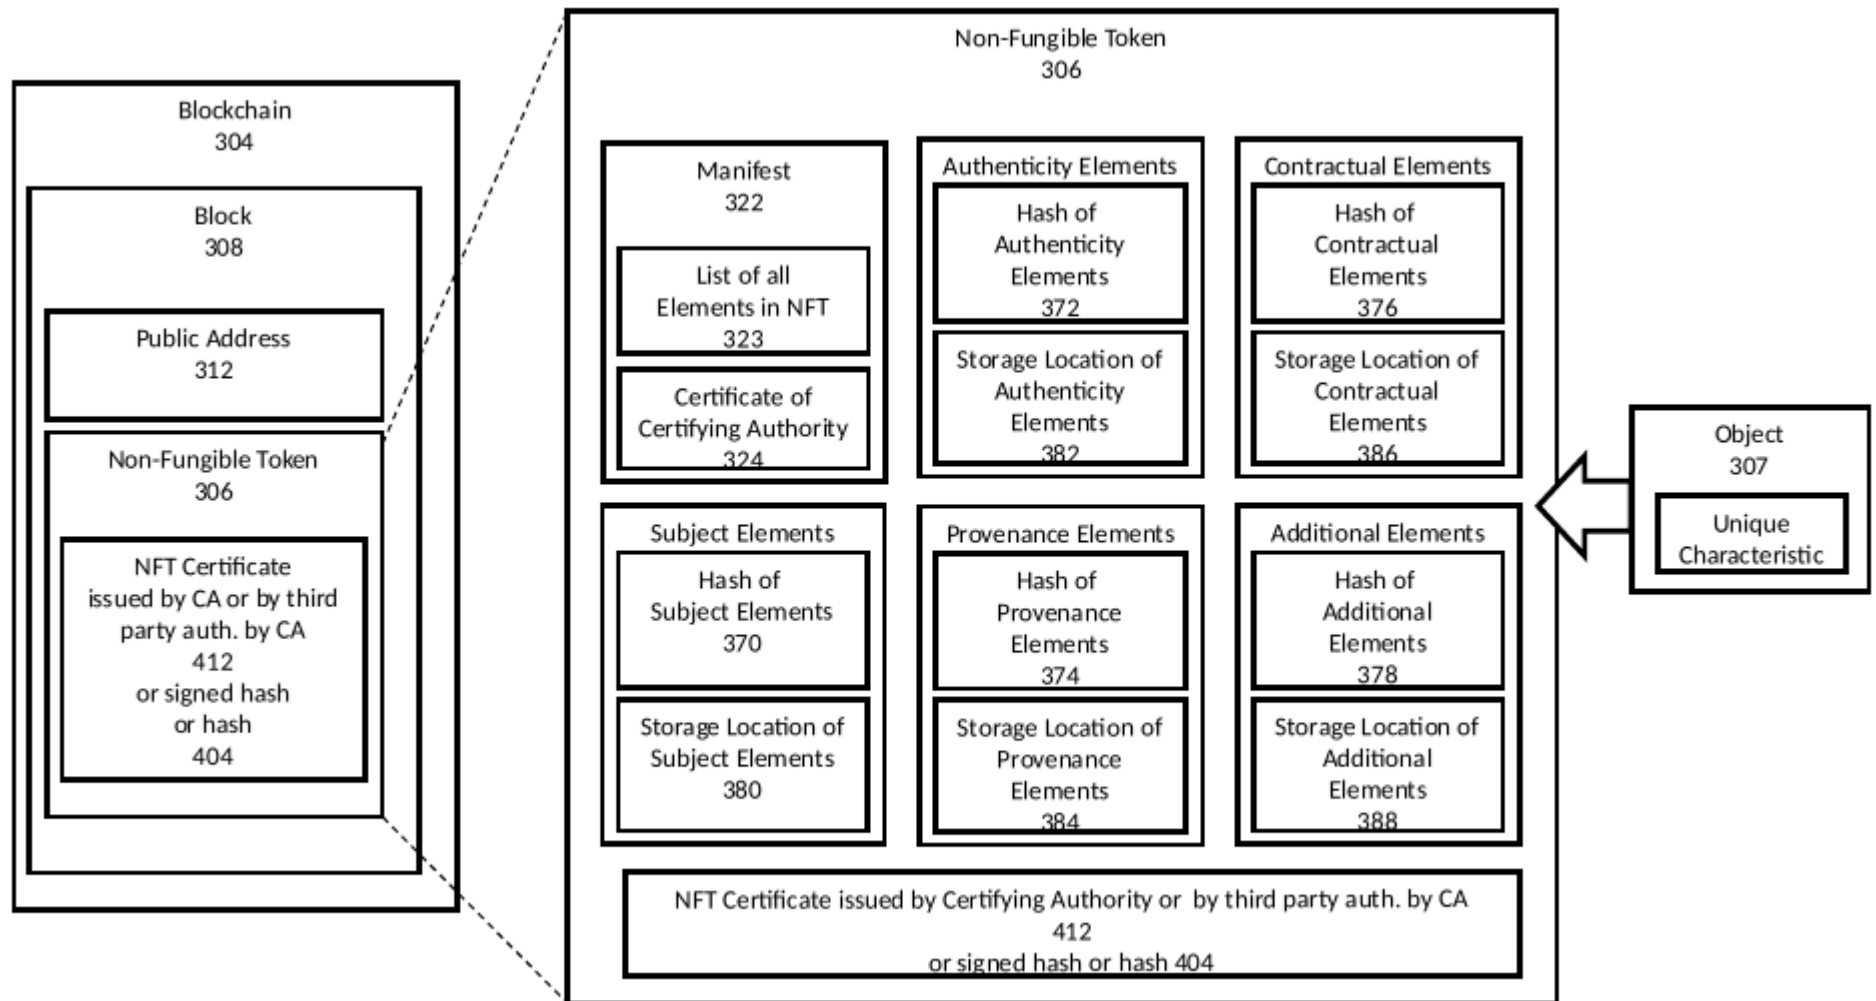 Blockchain
304
Block
308
Public Address
312
Non-Fungible Token
306
NFT Certificate
issued by CA or by third
party auth. by CA
412
or signed hash
or hash
404
Non-Fungible Token
306
Manifest
322
List of all
Elements in NFT
323
Certificate of
Certifying Authority
324
Authenticity Elements
Hash of
Authenticity
Elements
372
Storage Location of
Authenticity
Elements
382
Contractual Elements
Hash of
Contractual
Elements
376
Storage Location of
Contractual
Elements
386
Subject Elements
Hash of
Subject Elements
370
Storage Location of
Subject Elements
380
Provenance Elements
Hash of
Provenance
Elements
374
Storage Location of
Provenance
Elements
384
Additional Elements
Hash of
Additional
Elements
378
Storage Location of
Additional
Elements
388
NFT Certificate issued by Certifying Authority or by third party auth. by CA
412
or signed hash or hash 404
Object
307
Unique
Characteristic